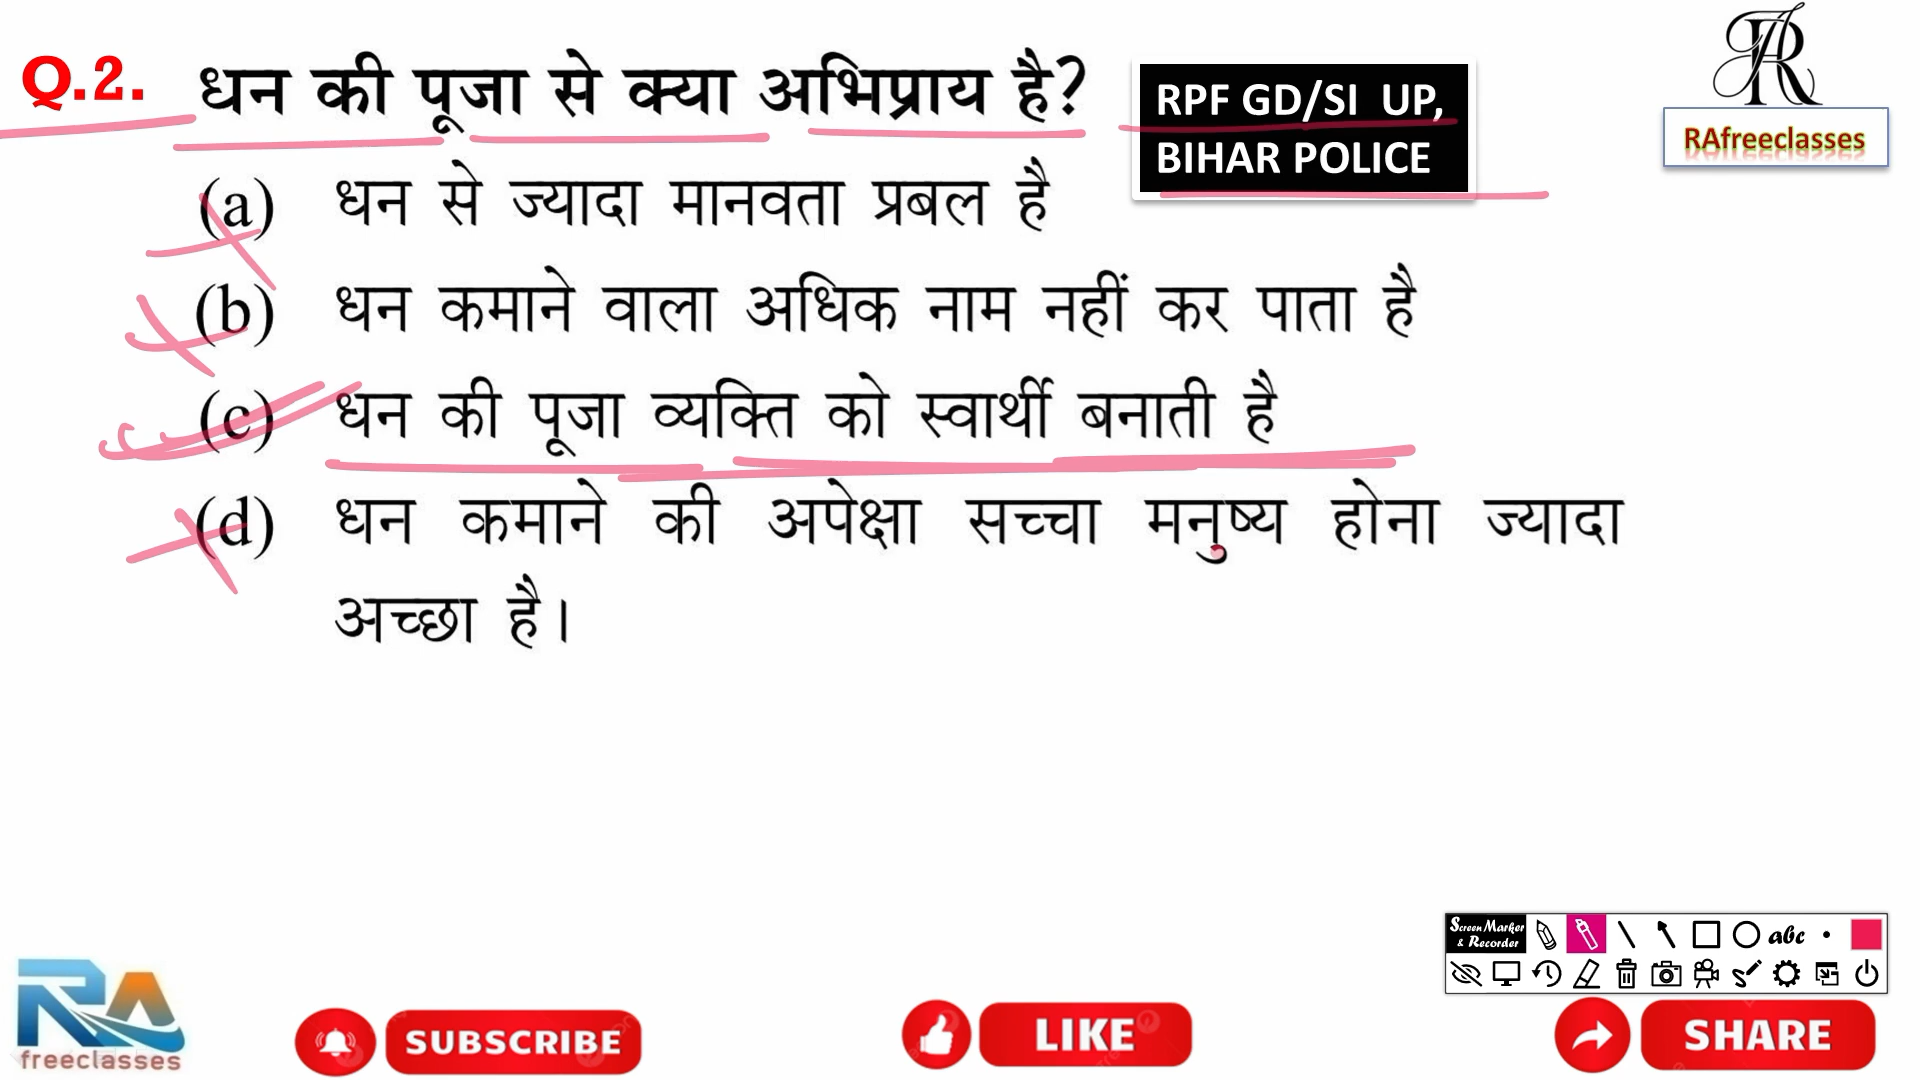 Q.2. धन की पूजा से क्या अभिप्राय है?
RPF GD/SI UP,
BIHAR POLICE
RAfreeclasses
(a) धन से ज्यादा मानवता प्रबल है
(b) धन कमाने वाला अधिक नाम नहीं कर पाता है
(c) धन की पूजा व्यक्ति को स्वार्थी बनाती है
(d) धन कमाने की अपेक्षा सच्चा मनुष्य होना ज्यादा
अच्छा है।
Screen Marker
& Recorder
abc
RA
freeclasses
SUBSCRIBE
LIKE
SHARE